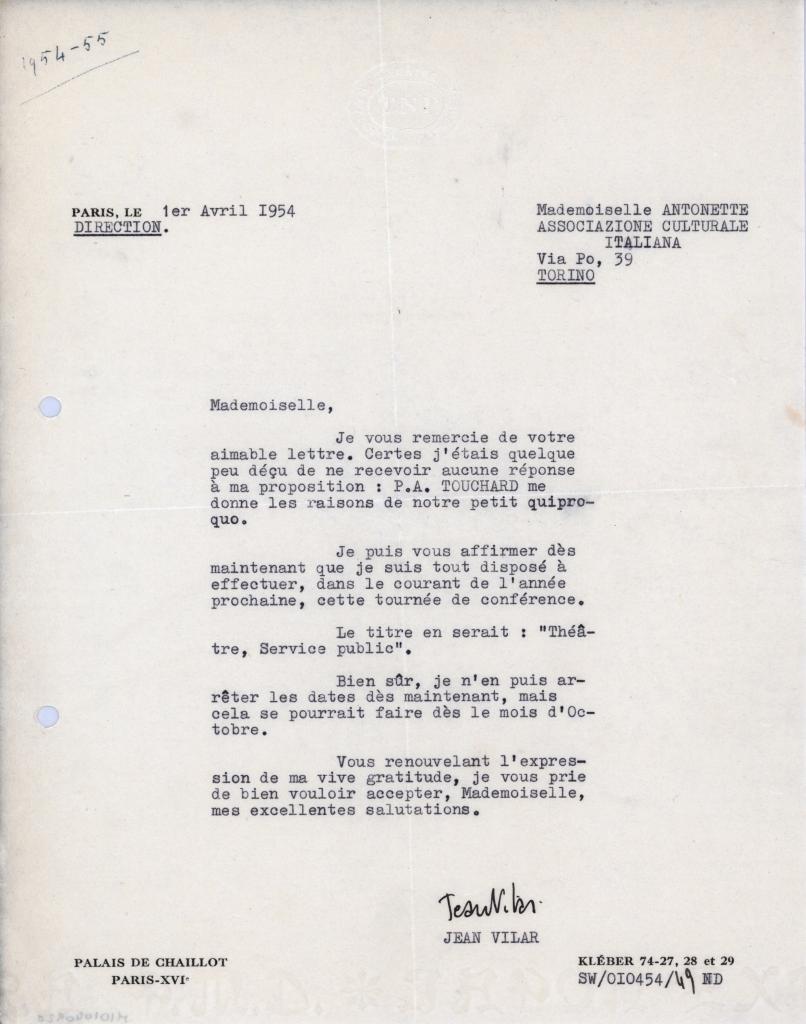 1954-55
TNP
PARIS, LE 1er Avril I954
DIRECTION.
Mademoiselle ANTONETTE
ASSOCIAZIONE CULTURALE
ITALIANA
Via Po, 39
TORINO
Mademoiselle,
Je vous remercie de votre
aimable lettre. Certes j'étais quelque
peu déçu de ne recevoir aucune réponse
à ma proposition : P.A. TOUCHARD me
donne les raisons de notre petit quipro-
quo.
Je puis vous affirmer dès
maintenant que je suis tout disposé à
effectuer, dans le courant de l'année
prochaine, cette tournée de conférence.
Le titre en serait : "Théâ-
tre, Service public".
Bien sûr, je n'en puis ar-
rêter les dates dès maintenant, mais
cela se pourrait faire dès le mois d'Oc-
tobre.
Vous renouvelant l'expres-
sion de ma vive gratitude, je vous prie
de bien vouloir accepter, Mademoiselle,
mes excellentes salutations.
Jean Vilar
JEAN VILAR
PALAIS DE CHAILLOT
PARIS-XVIe
KLÉBER 74-27, 28 et 29
SW/OI0454/49 ND